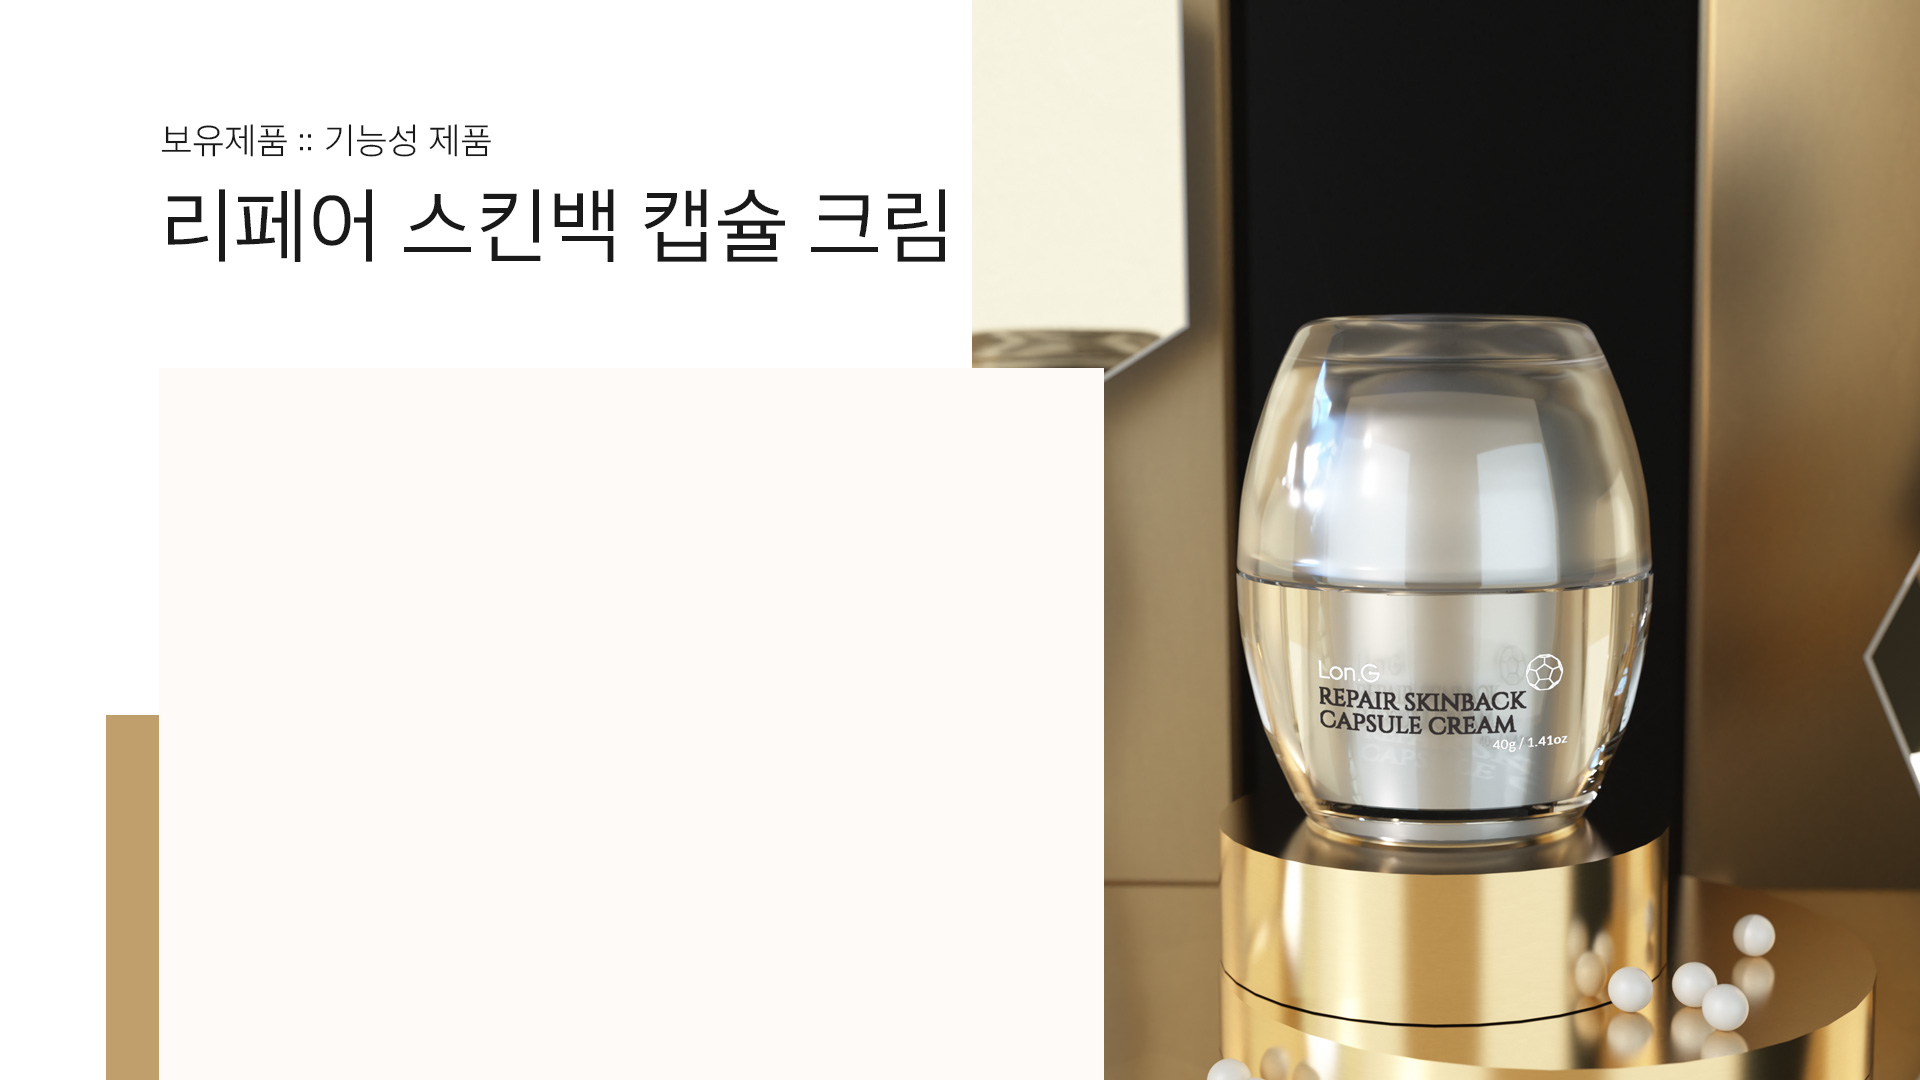 보유제품 :: 기능성 제품
리페어 스킨백 캡슐 크림
Lon.G
REPAIR SKINBACK
CAPSULE CREAM
40g / 1.41oz